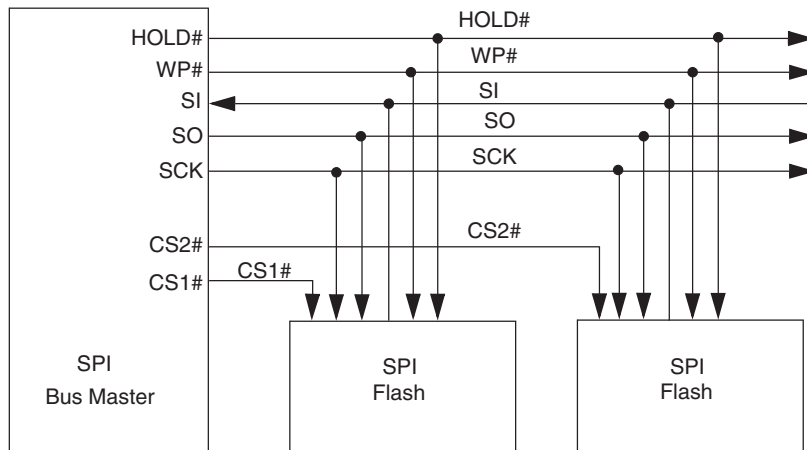 HOLD#
HOLD#
WP#
WP#
SI
SI
SO
SO
SCK
SCK
CS2#
CS2#
CS1#
CS1#
SPI
Bus Master
SPI
Flash
SPI
Flash